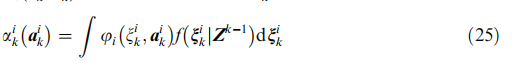 α_k^i(𝒂_k^i) = ∫ φ_i(ξ_k^i, 𝒂_k^i) f(𝝃_k^i|𝒁^{k−1}) d𝝃_k^i (25)